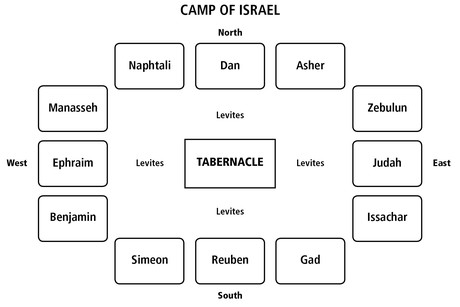 CAMP OF ISRAEL
North
Naphtali
Dan
Asher
Manasseh
Levites
Zebulun
West
Ephraim
Levites
TABERNACLE
Levites
Judah
East
Benjamin
Levites
Issachar
Simeon
Reuben
Gad
South